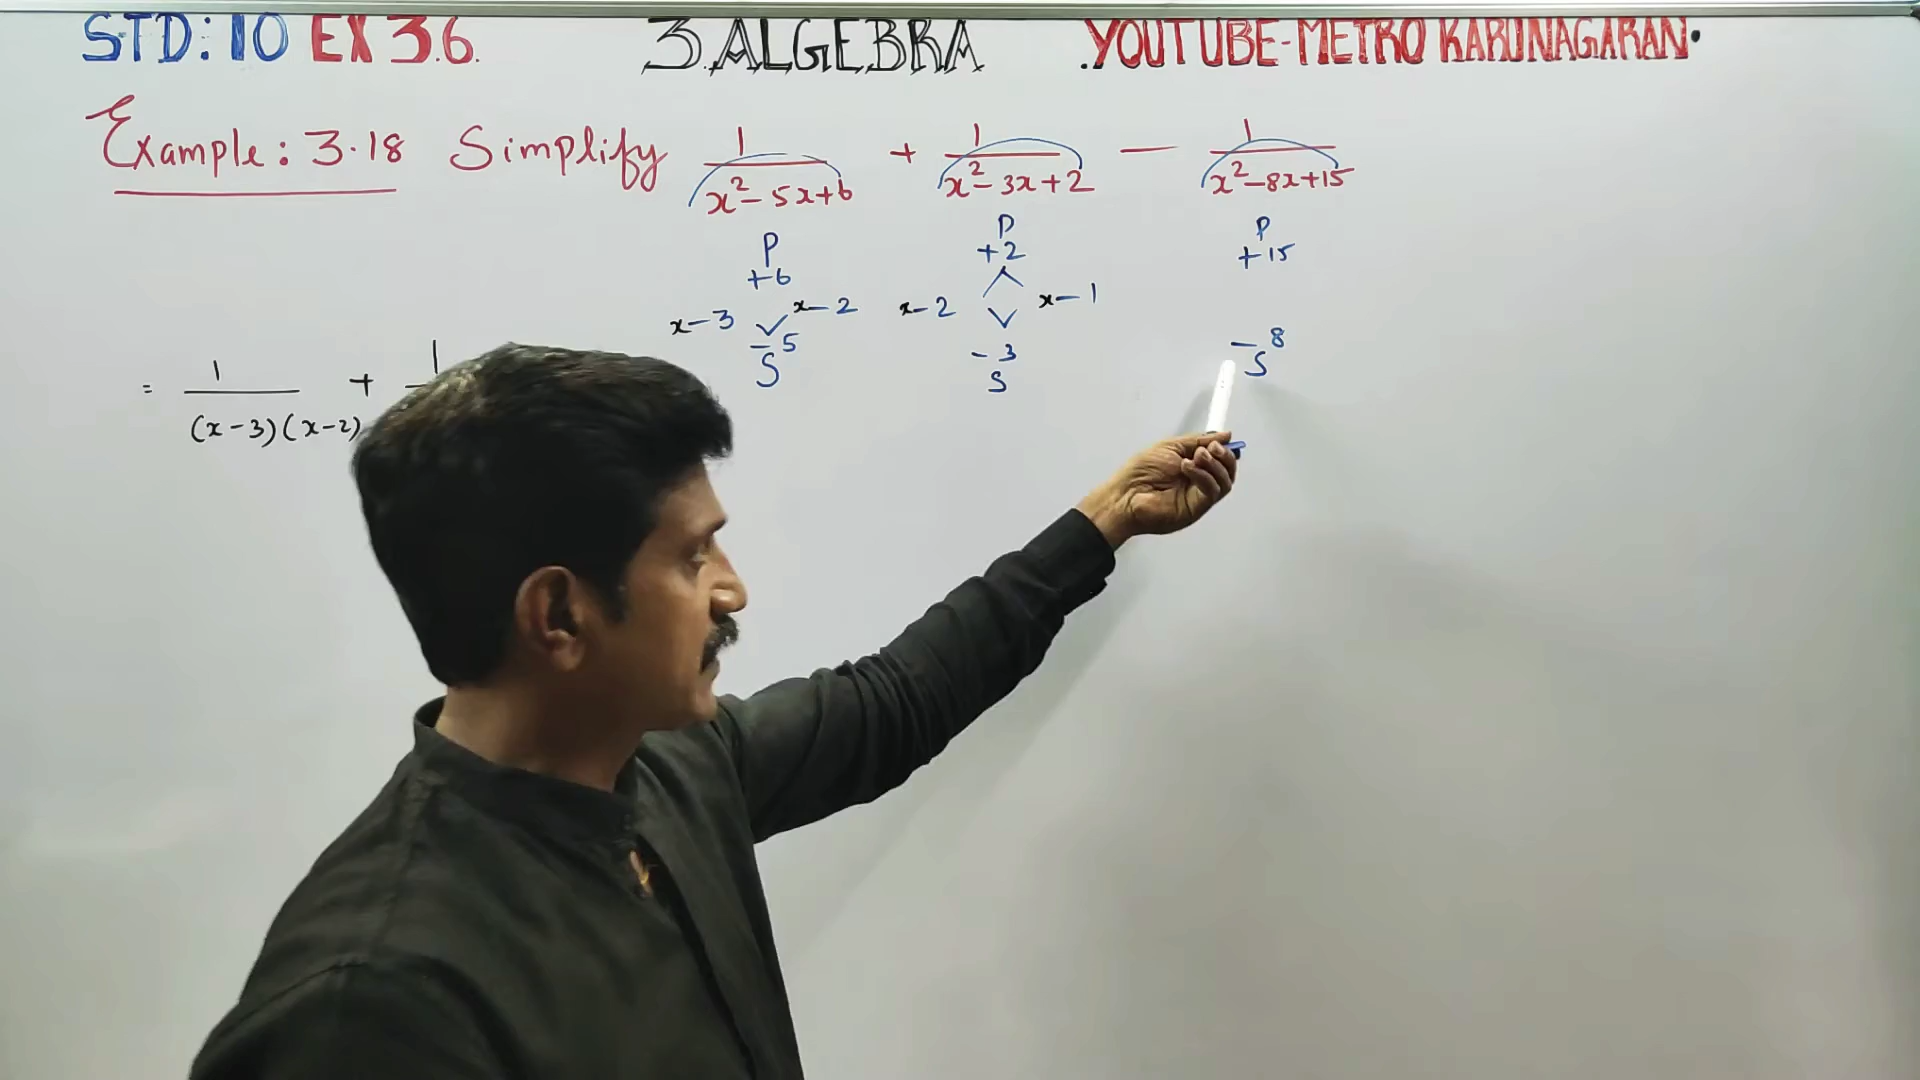 STD: 10 EX 3.6. 3. ALGEBRA .YOUTUBE-METRO KARUNAGARAN.
Example: 3.18 Simplify 1/(x²-5x+6) + 1/(x²-3x+2) - 1/(x²-8x+15)
P P P
+6 +2 +15
x-3 x-2 x-2 x-1
-5 -3 -8
S S S
= 1/((x-3)(x-2)) + 1